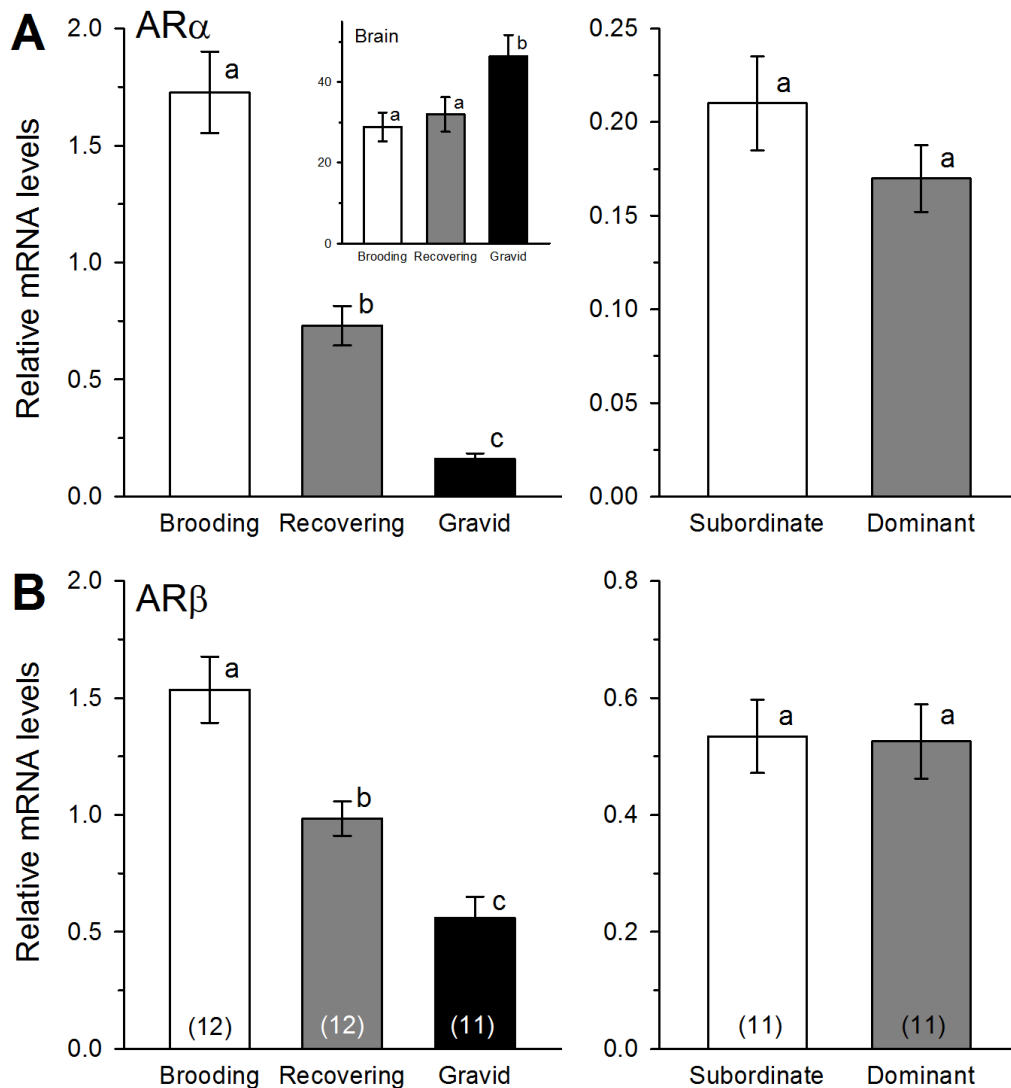 A
ARα
Relative mRNA levels
2.0
1.5
1.0
0.5
0.0
a
b
c
Brooding Recovering Gravid
Brain
40
20
0
a
a
b
Brooding Recovering Gravid
0.25
0.20
0.15
0.10
0.05
0.00
a
a
Subordinate Dominant
B
ARβ
Relative mRNA levels
2.0
1.5
1.0
0.5
0.0
a
b
c
(12) (12) (11)
Brooding Recovering Gravid
0.8
0.6
0.4
0.2
0.0
a
a
(11) (11)
Subordinate Dominant